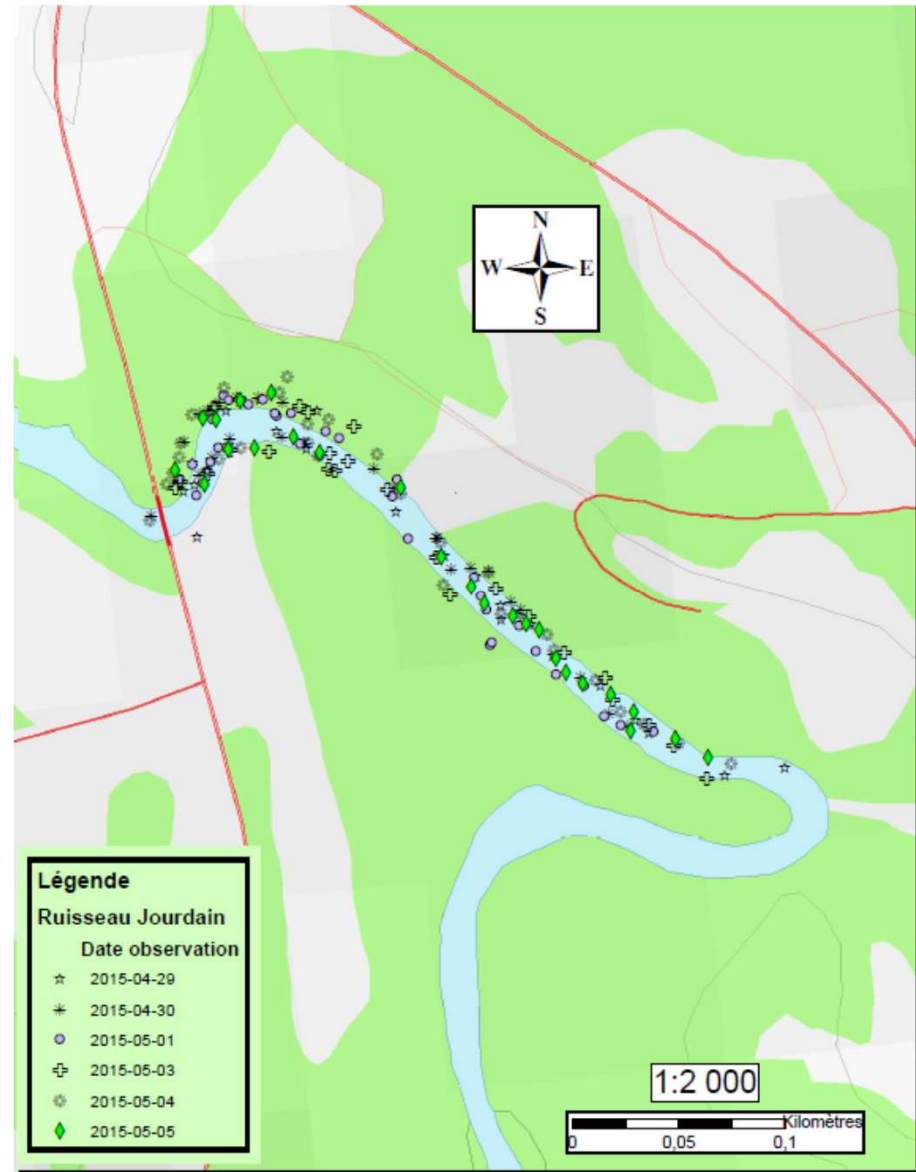 N
W E
S
Légende
Ruisseau Jourdain
Date observation
2015-04-29
2015-04-30
2015-05-01
2015-05-03
2015-05-04
2015-05-05
1:2 000
Kilomètres
0 0,05 0,1